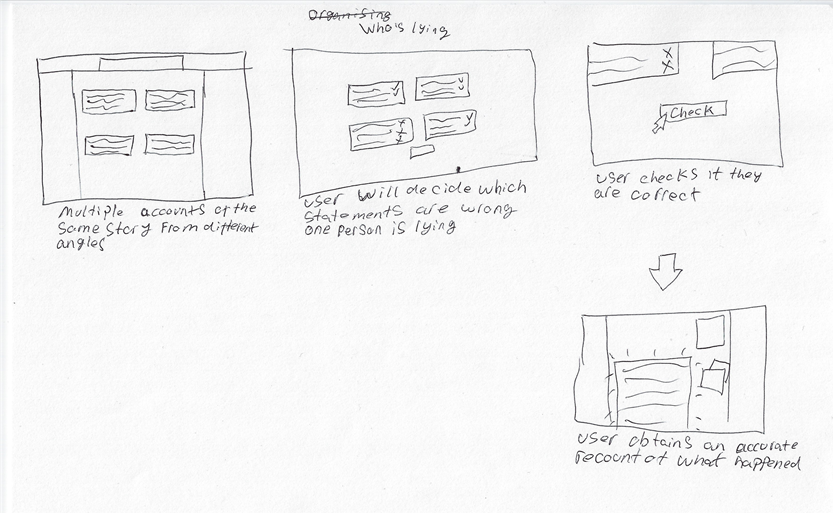 Organising
Who's lying
Multiple accounts of the
same story from different
angles
user will decide which
statements are wrong
one person is lying
Check
user checks if they
are correct
user obtains an accurate
recount of what happened